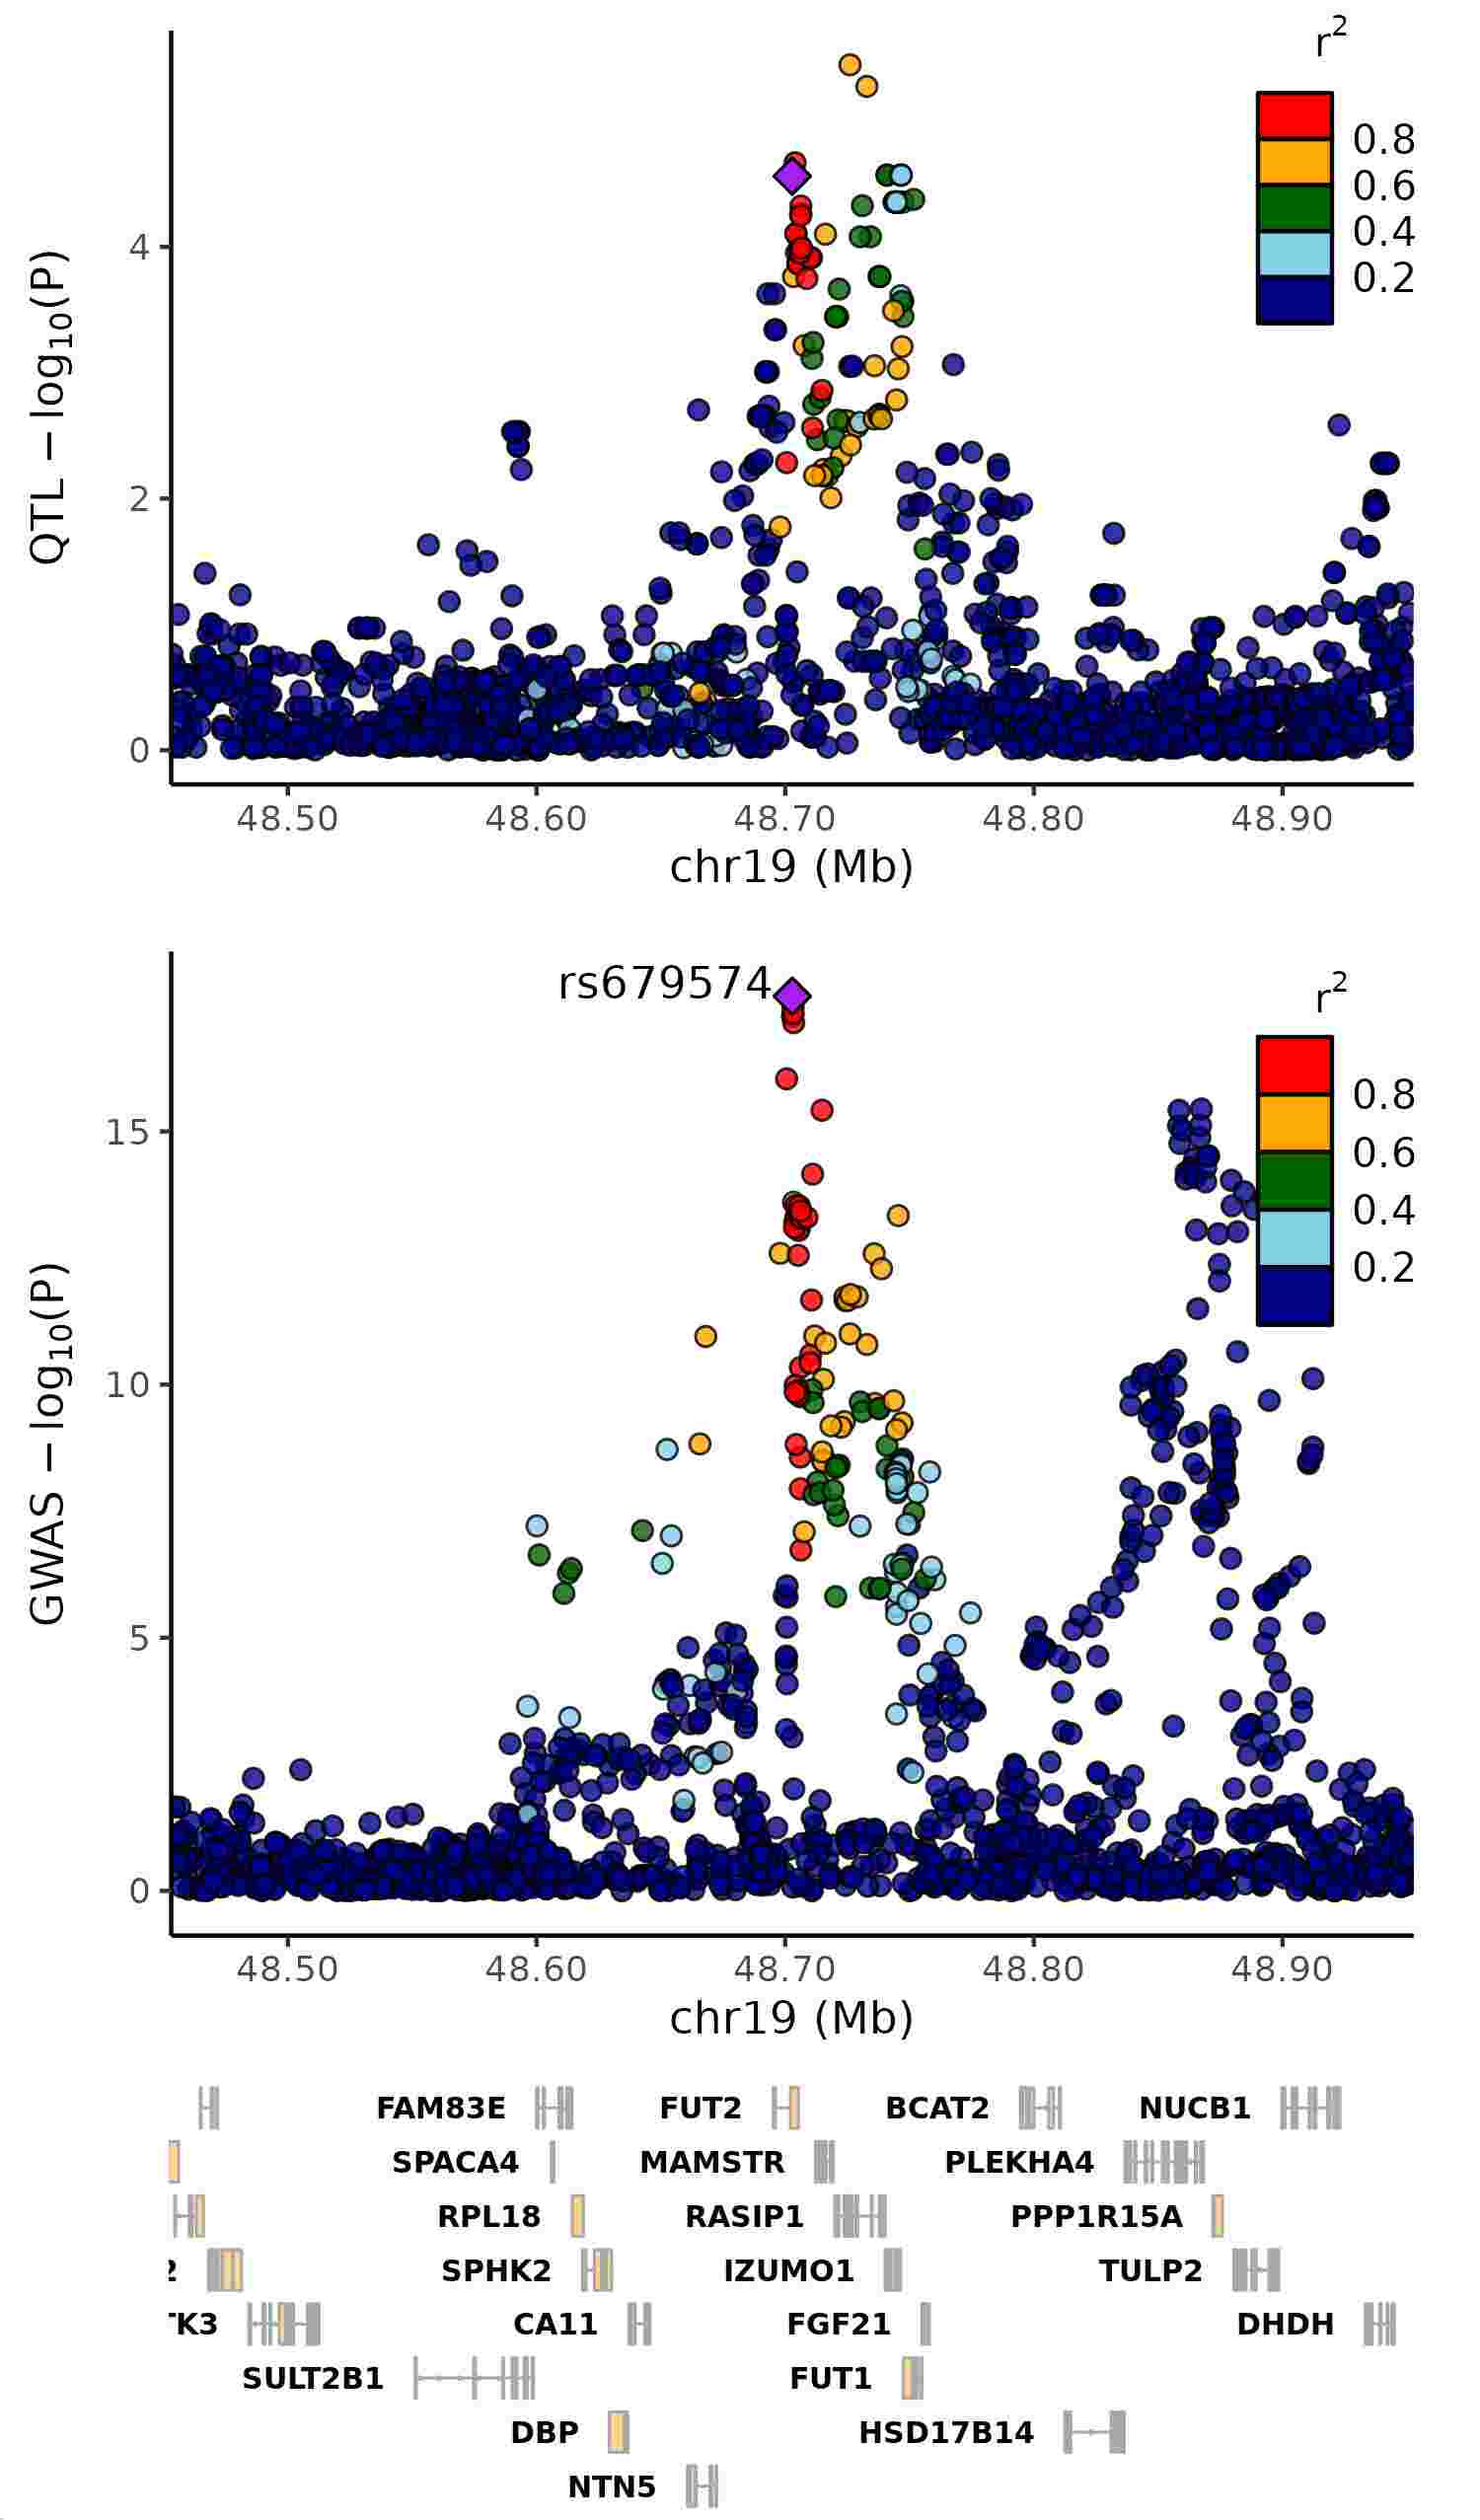 r2
0.8
0.6
0.4
0.2
QTL − log10(P)
4
2
0
48.50 48.60 48.70 48.80 48.90
chr19 (Mb)
rs679574
r2
0.8
0.6
0.4
0.2
GWAS − log10(P)
15
10
5
0
48.50 48.60 48.70 48.80 48.90
chr19 (Mb)
FAM83E FUT2 BCAT2 NUCB1
SPACA4 MAMSTR PLEKHA4
RPL18 RASIP1 PPP1R15A
2 SPHK2 IZUMO1 TULP2
TK3 CA11 FGF21 DHDH
SULT2B1 FUT1
DBP HSD17B14
NTN5